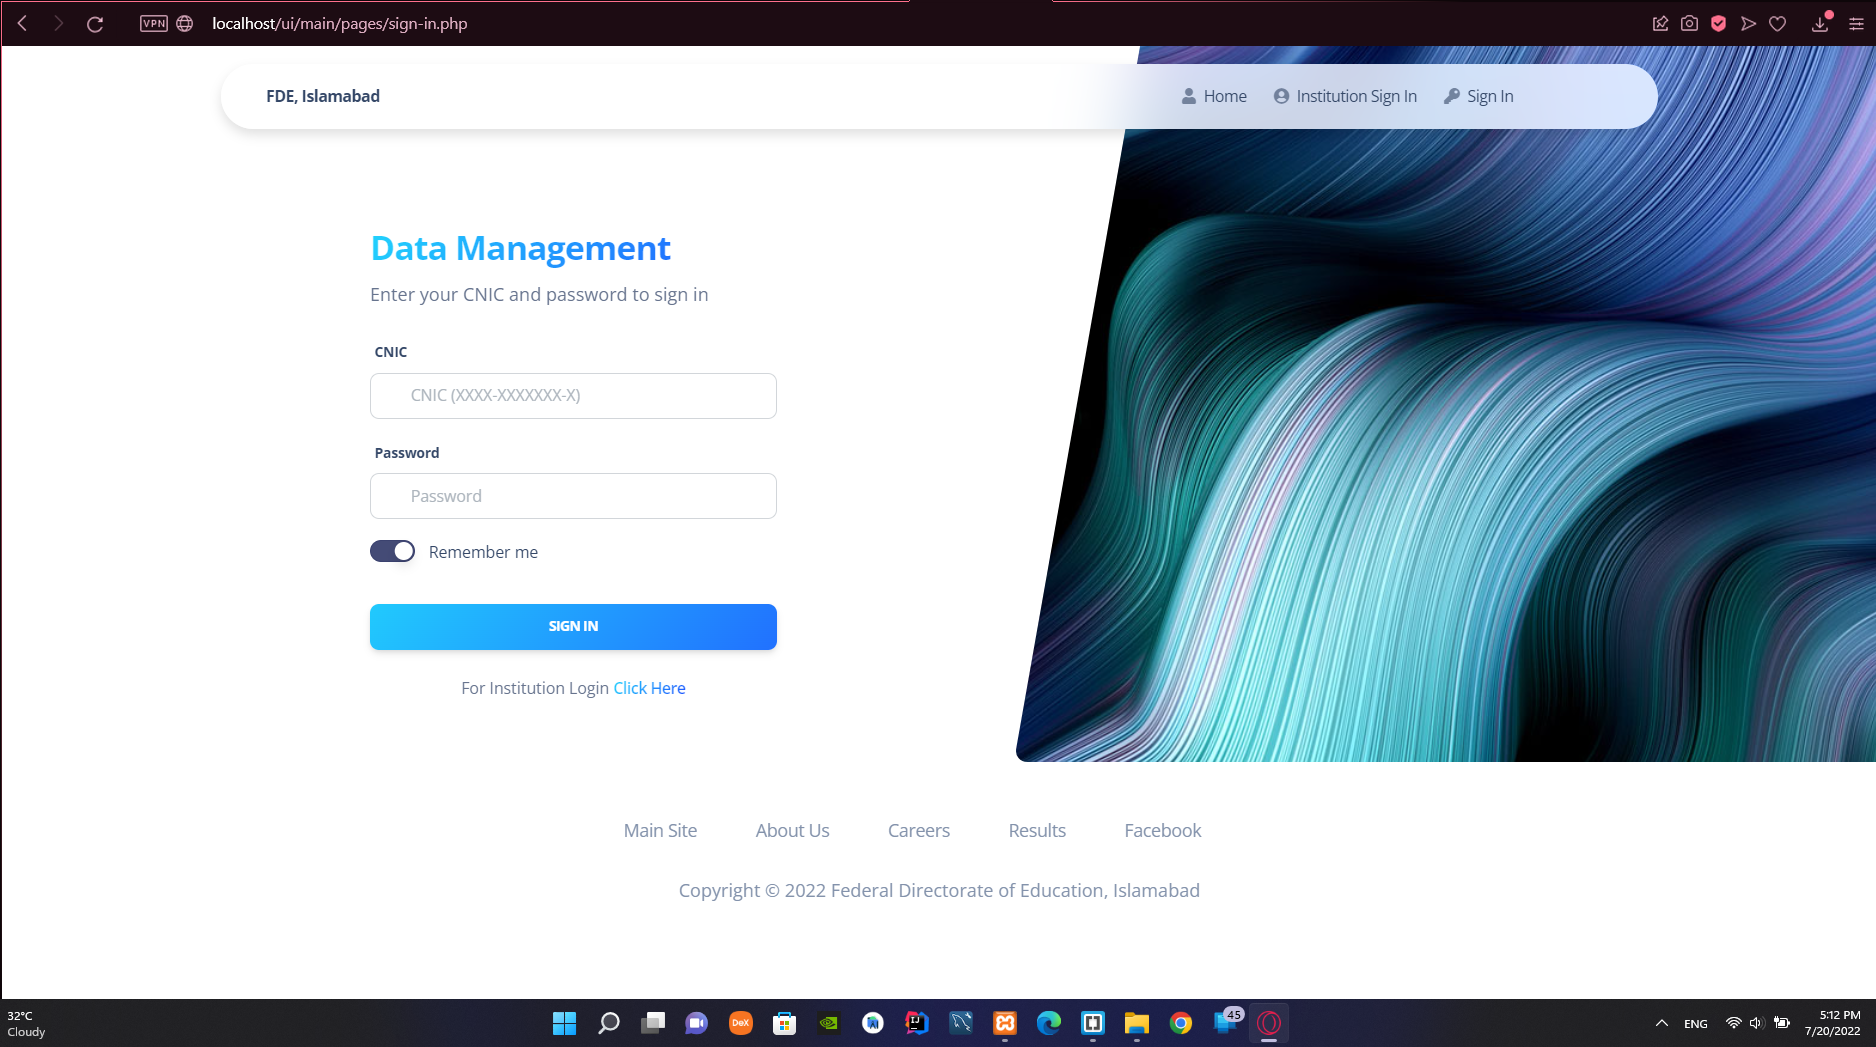 VPN
localhost/ui/main/pages/sign-in.php
FDE, Islamabad
Home
Institution Sign In
Sign In
Data Management
Enter your CNIC and password to sign in
CNIC
CNIC (XXXX-XXXXXXX-X)
Password
Password
Remember me
SIGN IN
For Institution Login Click Here
Main Site
About Us
Careers
Results
Facebook
Copyright © 2022 Federal Directorate of Education, Islamabad
32°C
Cloudy
DeX
IJ
45
ENG
5:12 PM
7/20/2022